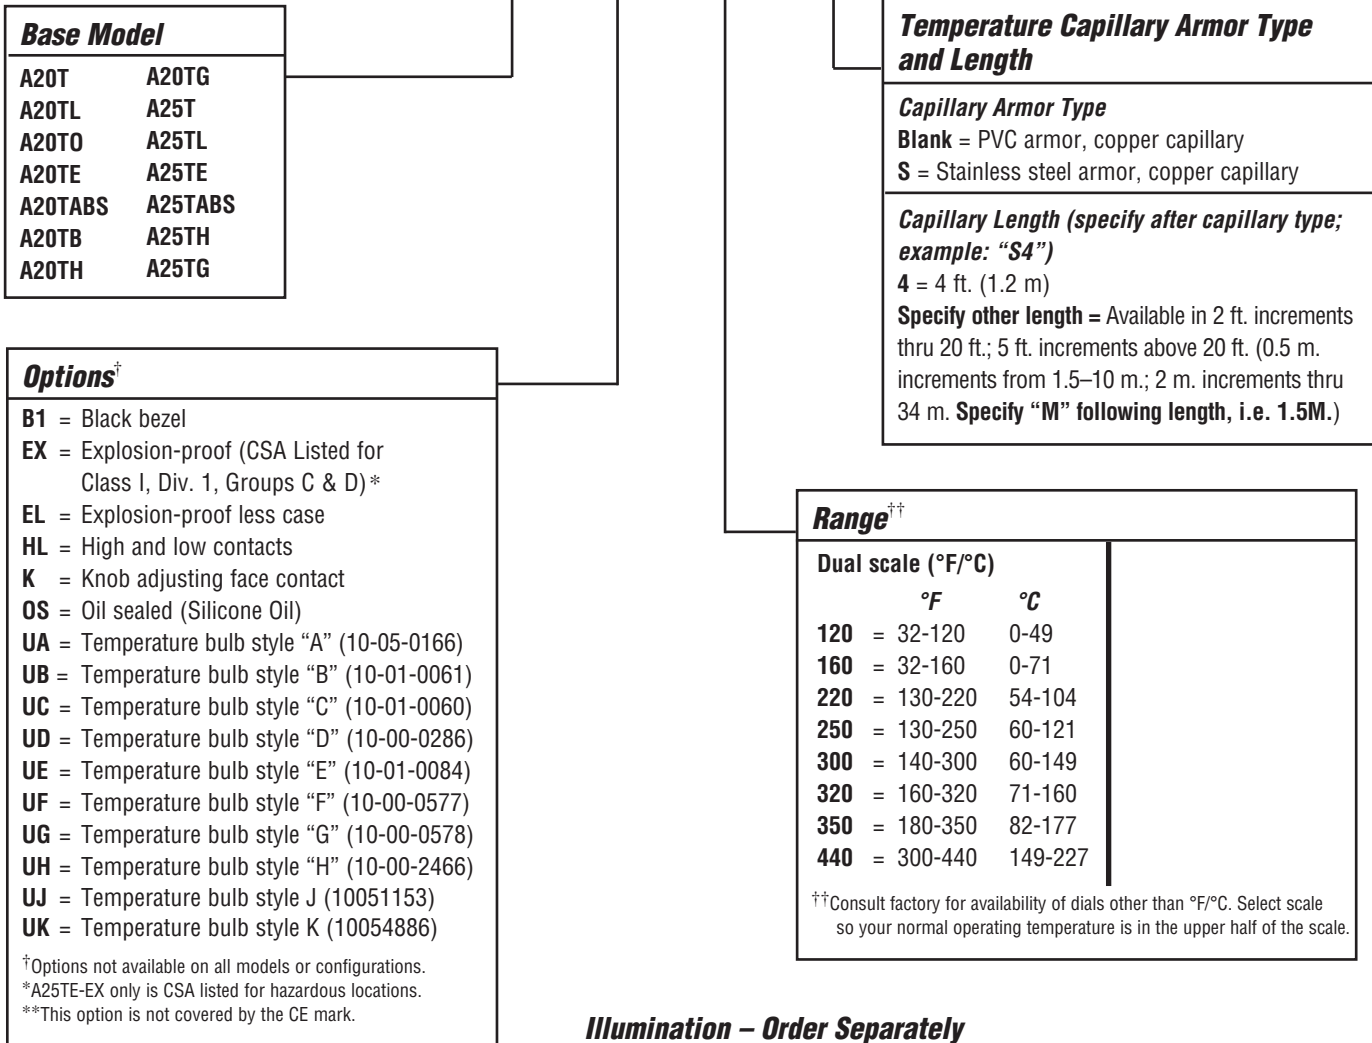 Base Model
A20T A20TG
A20TL A25T
A20TO A25TL
A20TE A25TE
A20TABS A25TABS
A20TB A25TH
A20TH A25TG
Options†
B1 = Black bezel
EX = Explosion-proof (CSA Listed for
Class I, Div. 1, Groups C & D)*
EL = Explosion-proof less case
HL = High and low contacts
K = Knob adjusting face contact
OS = Oil sealed (Silicone Oil)
UA = Temperature bulb style “A” (10-05-0166)
UB = Temperature bulb style “B” (10-01-0061)
UC = Temperature bulb style “C” (10-01-0060)
UD = Temperature bulb style “D” (10-00-0286)
UE = Temperature bulb style “E” (10-01-0084)
UF = Temperature bulb style “F” (10-00-0577)
UG = Temperature bulb style “G” (10-00-0578)
UH = Temperature bulb style “H” (10-00-2466)
UJ = Temperature bulb style J (10051153)
UK = Temperature bulb style K (10054886)
†Options not available on all models or configurations.
*A25TE-EX only is CSA listed for hazardous locations.
**This option is not covered by the CE mark.
Temperature Capillary Armor Type
and Length
Capillary Armor Type
Blank = PVC armor, copper capillary
S = Stainless steel armor, copper capillary
Capillary Length (specify after capillary type;
example: “S4”)
4 = 4 ft. (1.2 m)
Specify other length = Available in 2 ft. increments
thru 20 ft.; 5 ft. increments above 20 ft. (0.5 m.
increments from 1.5–10 m.; 2 m. increments thru
34 m. Specify “M” following length, i.e. 1.5M.)
Range††
Dual scale (°F/°C)
°F °C
120 = 32-120 0-49
160 = 32-160 0-71
220 = 130-220 54-104
250 = 130-250 60-121
300 = 140-300 60-149
320 = 160-320 71-160
350 = 180-350 82-177
440 = 300-440 149-227
††Consult factory for availability of dials other than °F/°C. Select scale
so your normal operating temperature is in the upper half of the scale.
Illumination – Order Separately